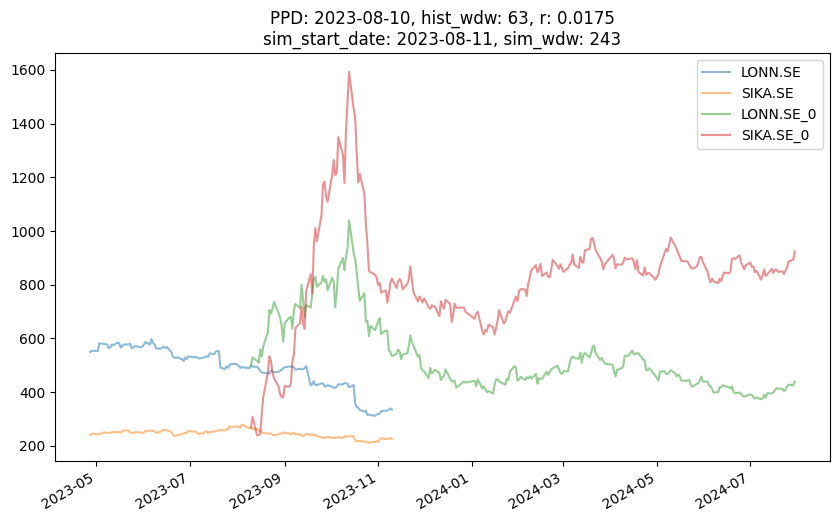 PPD: 2023-08-10, hist_wdw: 63, r: 0.0175
sim_start_date: 2023-08-11, sim_wdw: 243
LONN.SE
SIKA.SE
LONN.SE_0
SIKA.SE_0
1600
1400
1200
1000
800
600
400
200
2023-05
2023-07
2023-09
2023-11
2024-01
2024-03
2024-05
2024-07